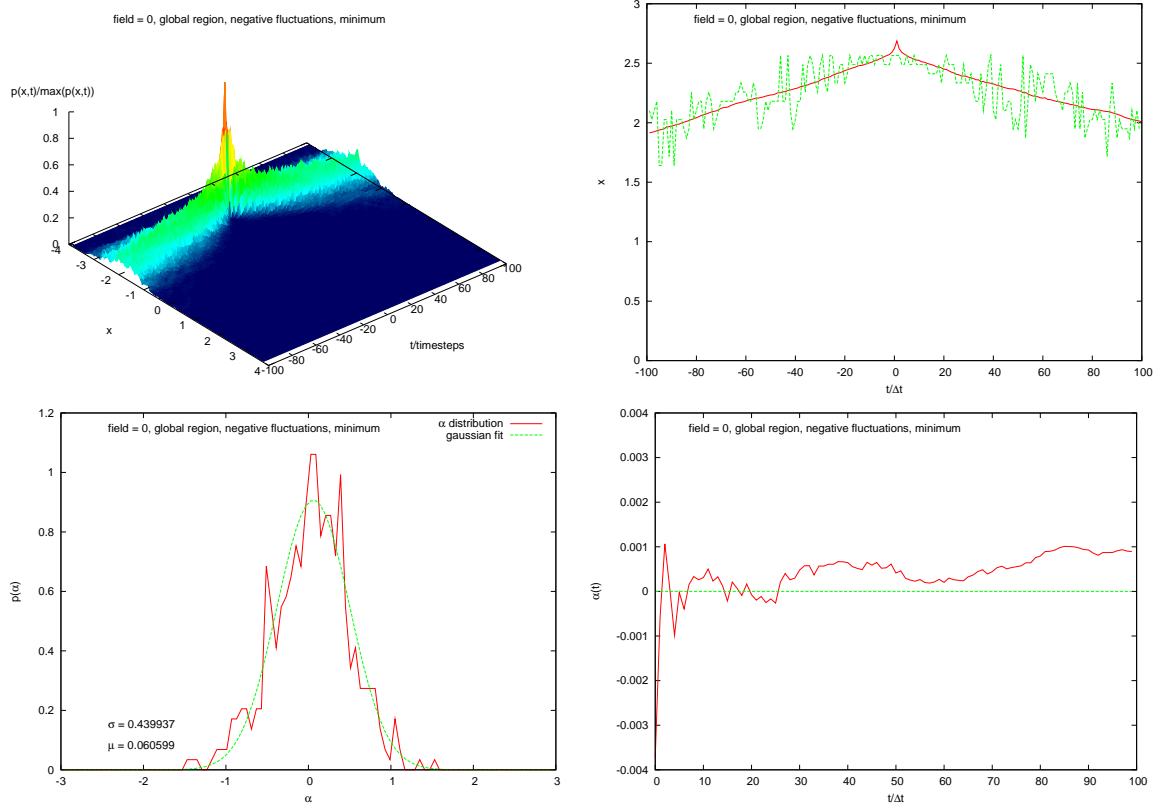 field = 0, global region, negative fluctuations, minimum
p(x,t)/max(p(x,t))
1
0.8
0.6
0.4
0.2
0
-4
-3
-2
-1
0
1
2
3
4
x
-100
-80
-60
-40
-20
0
20
40
60
80
100
t/timesteps
field = 0, global region, negative fluctuations, minimum
3
2.5
2
1.5
1
0.5
0
x
-100 -80 -60 -40 -20 0 20 40 60 80 100
t/Δt
field = 0, global region, negative fluctuations, minimum
α distribution
gaussian fit
1.2
1
0.8
0.6
0.4
0.2
0
p(α)
σ = 0.439937
μ = 0.060599
-3 -2 -1 0 1 2 3
α
field = 0, global region, negative fluctuations, minimum
0.004
0.003
0.002
0.001
0
-0.001
-0.002
-0.003
-0.004
α(t)
0 10 20 30 40 50 60 70 80 90 100
t/Δt